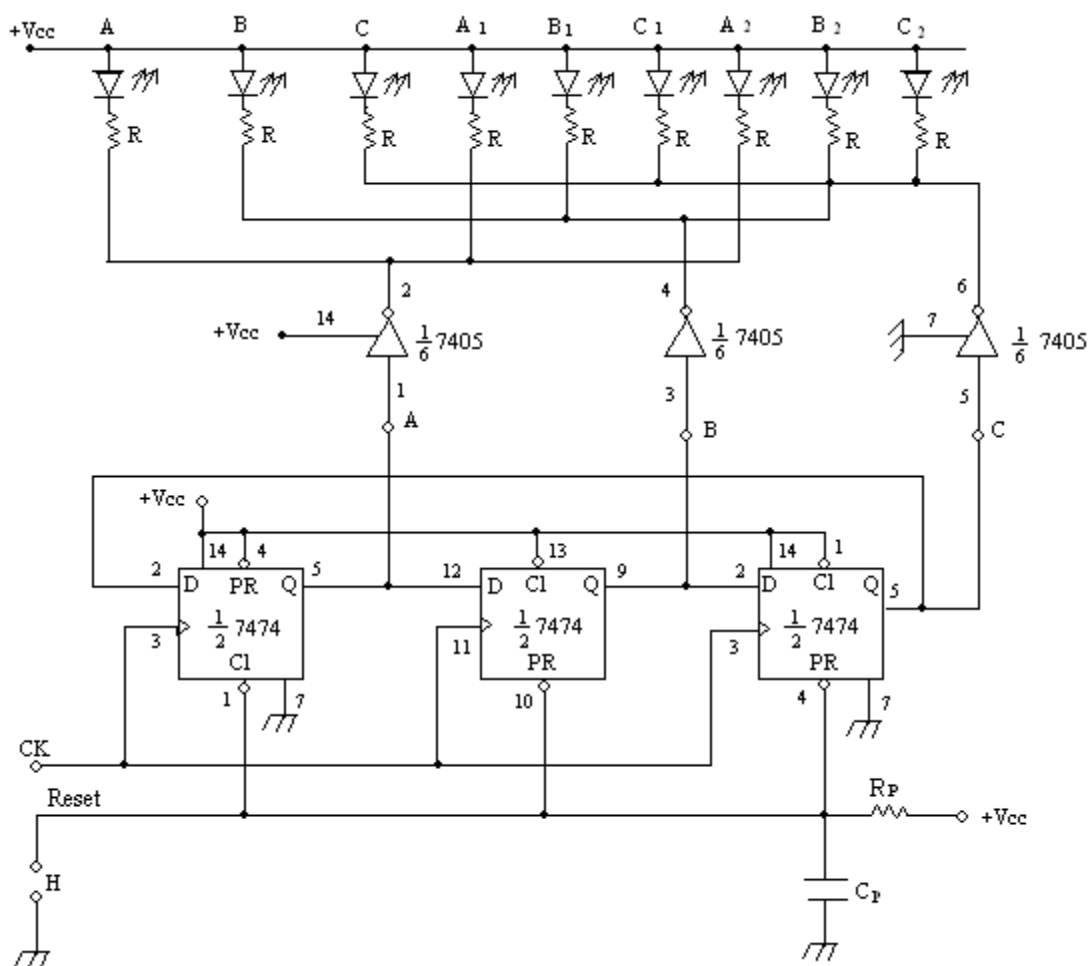 +Vcc A B C A1 B1 C1 A2 B2 C2
R R R R R R R R R
2 4 6
+Vcc 14 1/6 7405 1/6 7405 7 1/6 7405
1 3 5
A B C
+Vcc
14 4 13 14 1
2 D PR Q 5 12 D Cl Q 9 2 D Cl Q 5
3 1/2 7474 11 1/2 7474 3 1/2 7474
Cl PR PR
1 7 10 4 7
CK
Reset RP +Vcc
H CP